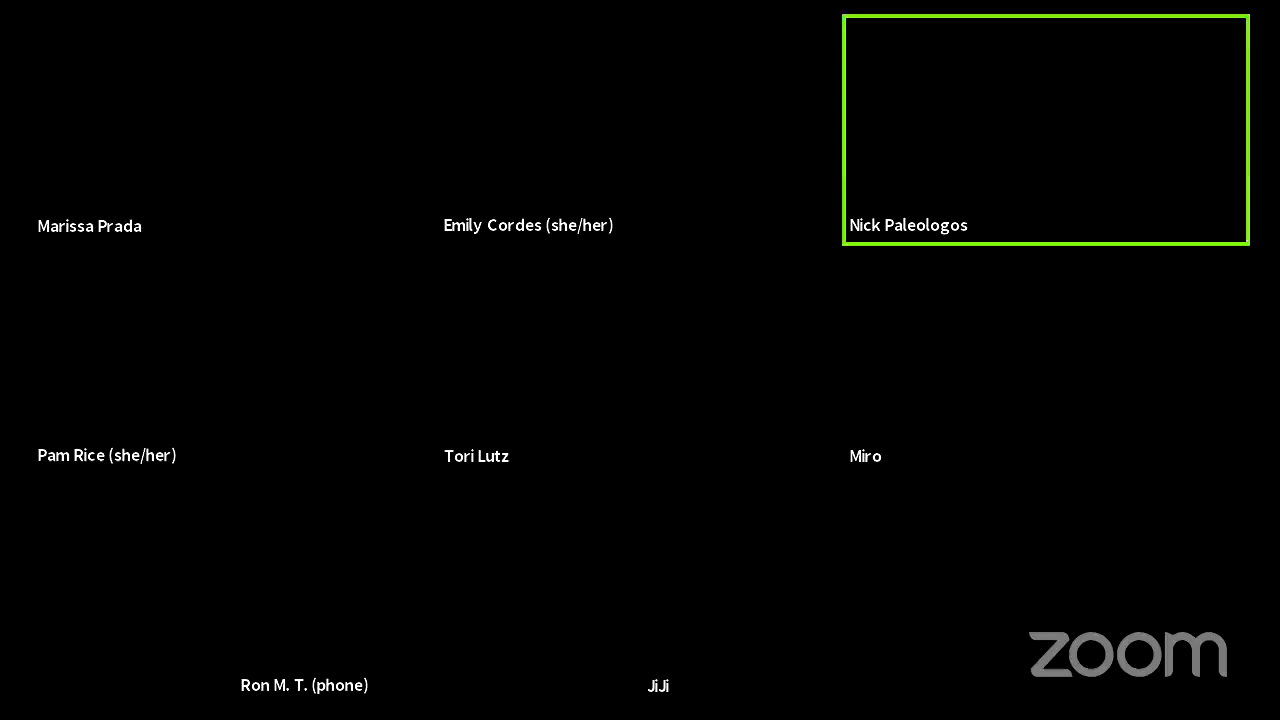 Marissa Prada
Emily Cordes (she/her)
Nick Paleologos
Pam Rice (she/her)
Tori Lutz
Miro
Ron M. T. (phone)
JiJi
zoom